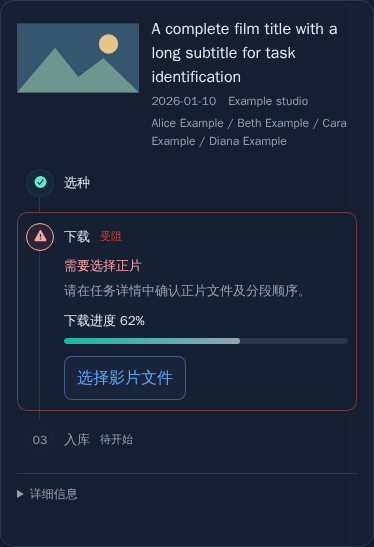 A complete film title with a
long subtitle for task
identification
2026-01-10 Example studio
Alice Example / Beth Example / Cara
Example / Diana Example
选种
下载 受阻
需要选择正片
请在任务详情中确认正片文件及分段顺序。
下载进度 62%
选择影片文件
03 入库 待开始
详细信息